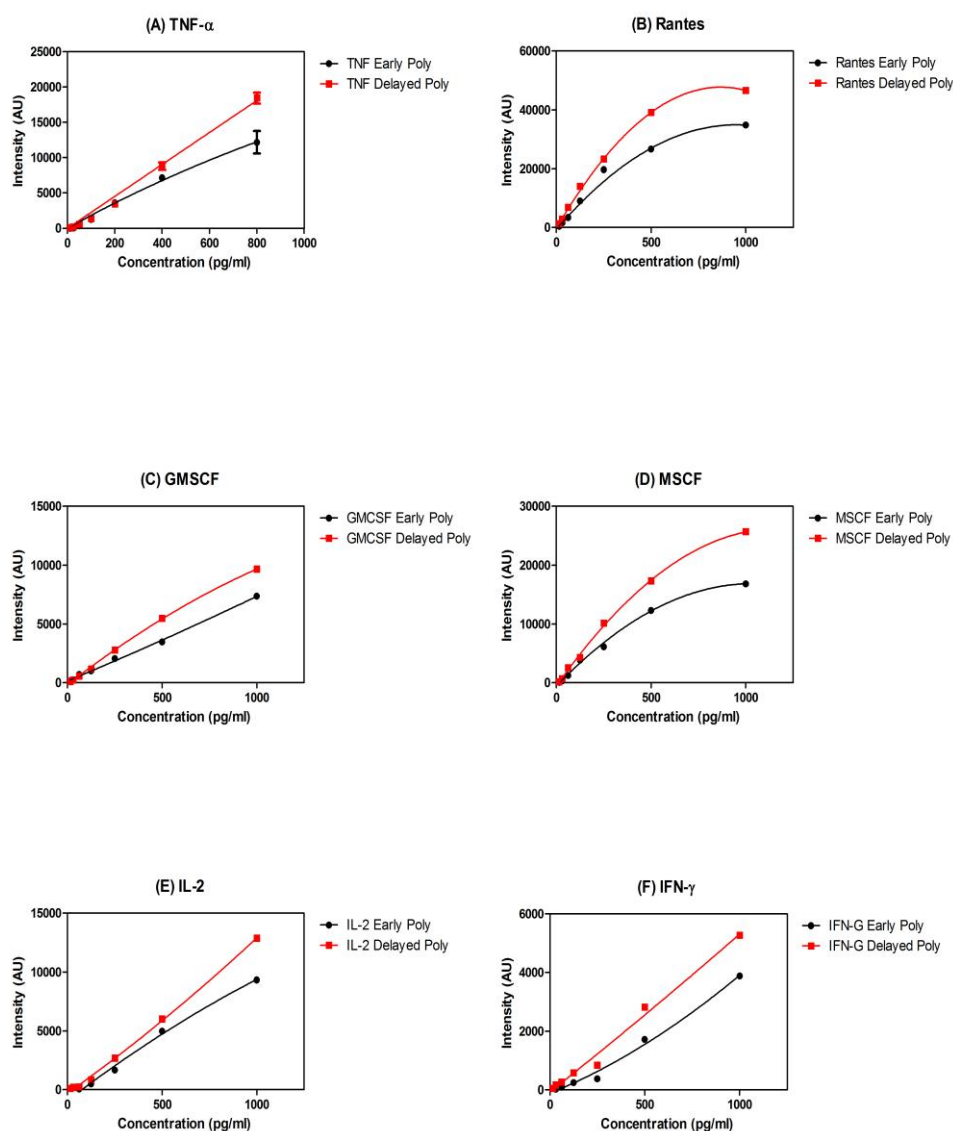 (A) TNF-α
Intensity (AU)
25000
20000
15000
10000
5000
0
0 200 400 600 800 1000
Concentration (pg/ml)
TNF Early Poly
TNF Delayed Poly
(B) Rantes
Intensity (AU)
60000
40000
20000
0
0 500 1000
Concentration (pg/ml)
Rantes Early Poly
Rantes Delayed Poly
(C) GMSCF
Intensity (AU)
15000
10000
5000
0
0 500 1000
Concentration (pg/ml)
GMCSF Early Poly
GMCSF Delayed Poly
(D) MSCF
Intensity (AU)
30000
20000
10000
0
0 500 1000
Concentration (pg/ml)
MSCF Early Poly
MSCF Delayed Poly
(E) IL-2
Intensity (AU)
15000
10000
5000
0
0 500 1000
Concentration (pg/ml)
IL-2 Early Poly
IL-2 Delayed Poly
(F) IFN-γ
Intensity (AU)
6000
4000
2000
0
0 500 1000
Concentration (pg/ml)
IFN-G Early Poly
IFN-G Delayed Poly